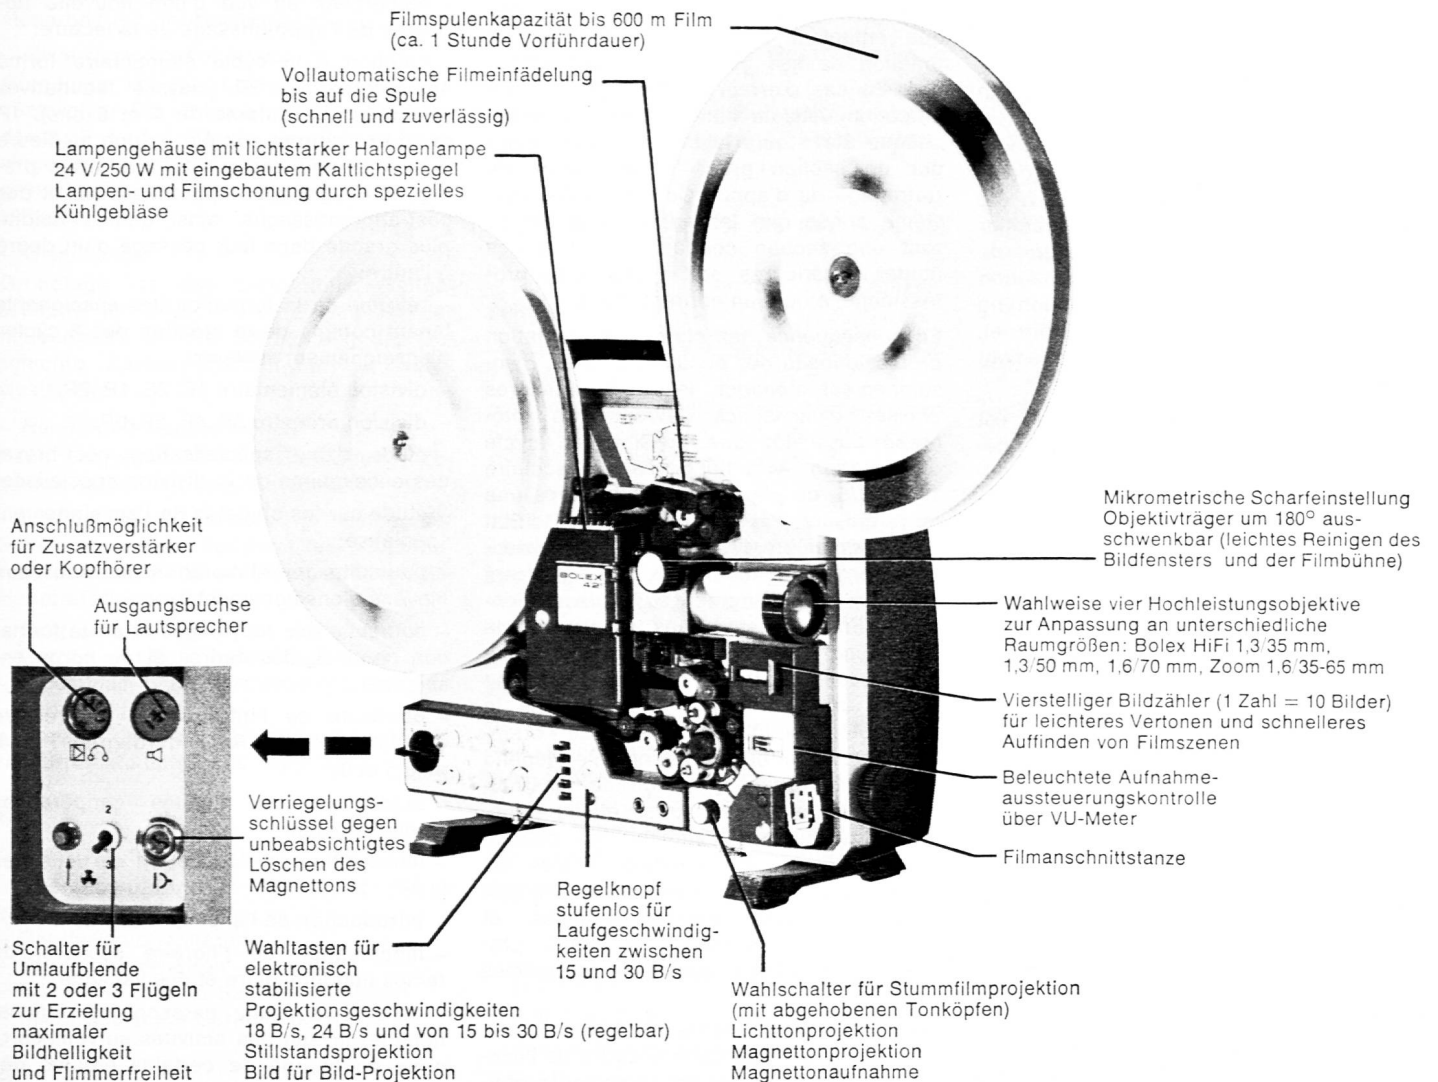 Filmspulenkapazität bis 600 m Film
(ca. 1 Stunde Vorführdauer)
Vollautomatische Filmeinfädelung
bis auf die Spule
(schnell und zuverlässig)
Lampengehäuse mit lichtstarker Halogenlampe
24 V/250 W mit eingebautem Kaltlichtspiegel
Lampen- und Filmschonung durch spezielles
Kühlgebläse
Mikrometrische Scharfeinstellung
Objektivträger um 180° aus-
schwenkbar (leichtes Reinigen des
Bildfensters und der Filmbühne)
Wahlweise vier Hochleistungsobjektive
zur Anpassung an unterschiedliche
Raumgrößen: Bolex HiFi 1,3/35 mm,
1,3/50 mm, 1,6/70 mm, Zoom 1,6/35-65 mm
Vierstelliger Bildzähler (1 Zahl = 10 Bilder)
für leichteres Vertonen und schnelleres
Auffinden von Filmszenen
Beleuchtete Aufnahme-
aussteuerungskontrolle
über VU-Meter
Filmanschnittstanze
Anschlußmöglichkeit
für Zusatzverstärker
oder Kopfhörer
Ausgangsbuchse
für Lautsprecher
BOLEX
2
3
Verriegelungs-
schlüssel gegen
unbeabsichtigtes
Löschen des
Magnettons
Schalter für
Umlaufblende
mit 2 oder 3 Flügeln
zur Erzielung
maximaler
Bildhelligkeit
und Flimmerfreiheit
Wahltasten für
elektronisch
stabilisierte
Projektionsgeschwindigkeiten
18 B/s, 24 B/s und von 15 bis 30 B/s (regelbar)
Stillstandsprojektion
Bild für Bild-Projektion
Regelknopf
stufenlos für
Laufgeschwindig-
keiten zwischen
15 und 30 B/s
Wahlschalter für Stummfilmprojektion
(mit abgehobenen Tonköpfen)
Lichttonprojektion
Magnettonprojektion
Magnettonaufnahme